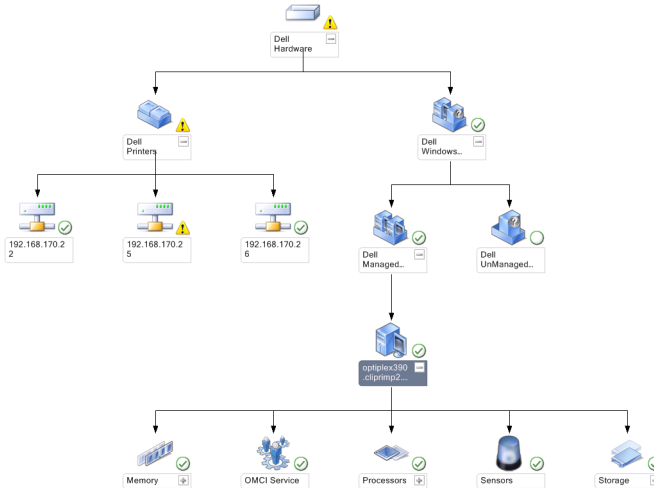 Dell
Hardware
Dell
Printers
Dell
Windows...
192.168.170.2
2
192.168.170.2
5
192.168.170.2
6
Dell
Managed...
Dell
UnManaged...
optiplex390
.cliprimp2...
Memory
OMCI Service
Processors
Sensors
Storage